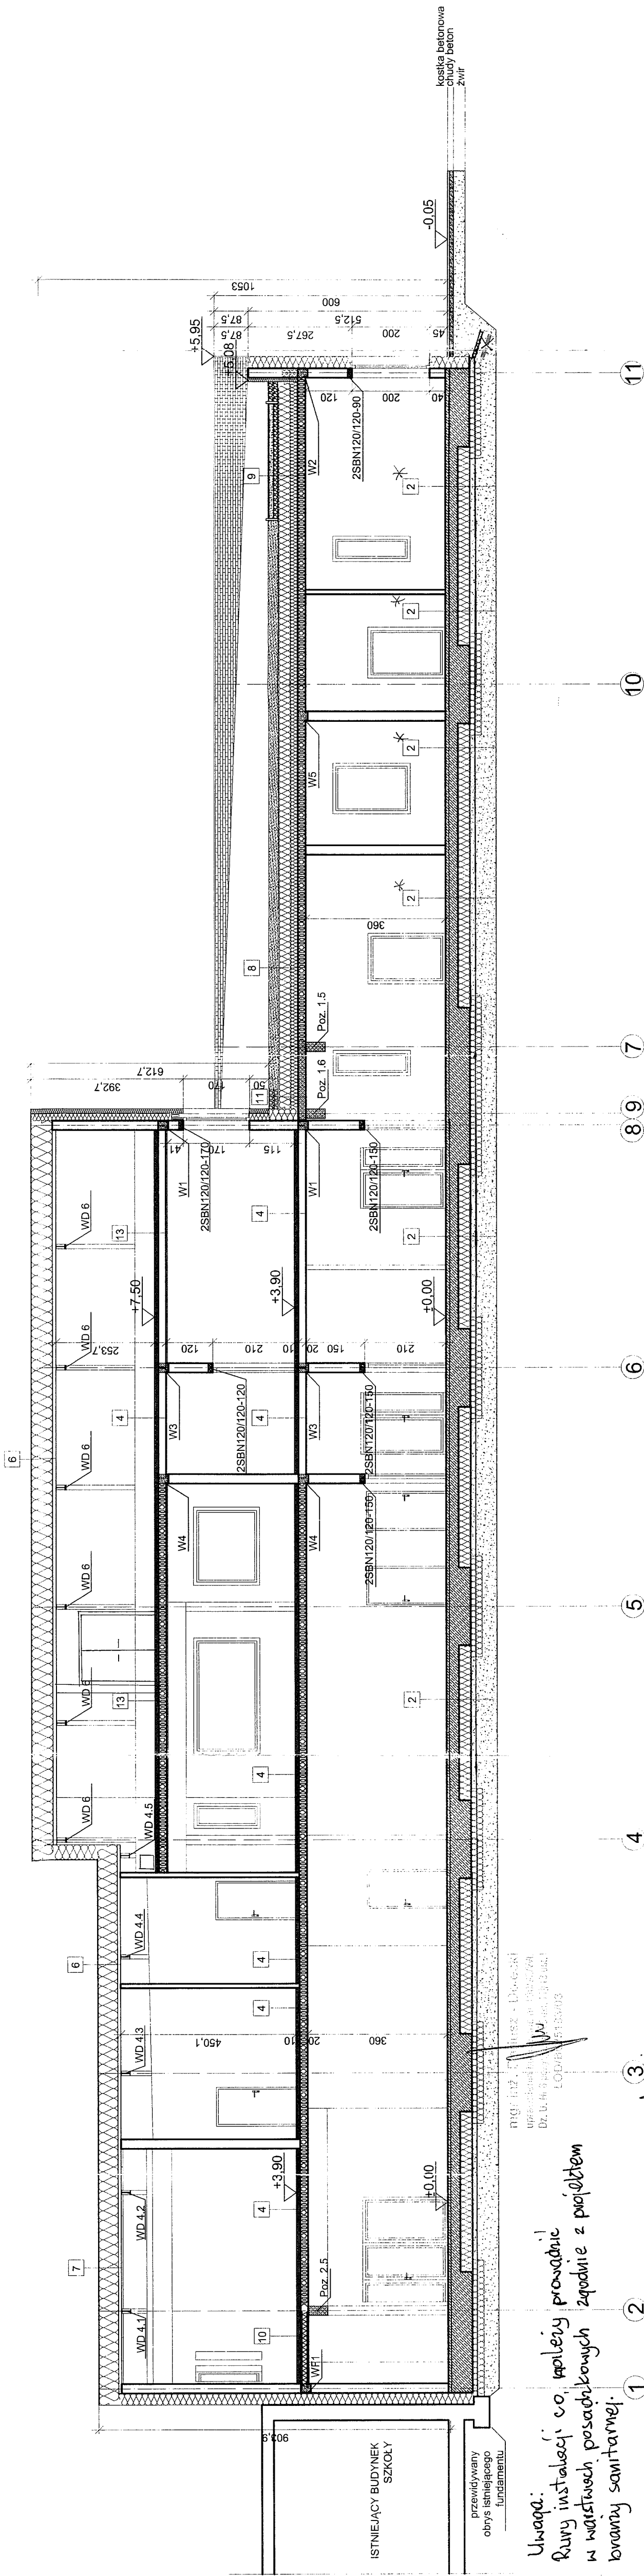 kostka betonowa
chudy beton
żwir
-0,05
1053
600
87,5
512,5
87,5
267,5
200
45
+5,95
+5,08
120
200
40
2SBN120/120-90
W2
9
2
2
2
2
W5
8
360
Poz. 1.5
Poz. 1.6
612,7
392,7
170
50
11
41
170
115
W1
2SBN120/120-170
W1
2SBN120/120-150
4
2
WD 6
13
+7,50
+3,90
+0,00
WD 6
253,7
120
210
10
20
150
210
6
4
W3
2SBN120/120-120
4
W3
2SBN120/120-150
WD 6
W4
W4
2SBN120/120-150
WD 6
WD 6
13
4
2
WD 6
WD 4.5
WD 4.4
6
4
4
WD 4.3
450,1
10
20
360
WD 4.2
+3,90
4
+0,00
7
WD 4.1
10
Poz. 2.5
WF1
903,9
ISTNIEJĄCY BUDYNEK
SZKOŁY
przewidywany
obrys istniejącego
fundamentu
Uwaga:
Rury instalacji co, należy prowadzić
w warstwach posadzkowych zgodnie z projektem
branży sanitarnej.
mgr inż.
1
2
3
4
5
6
8
9
7
10
11